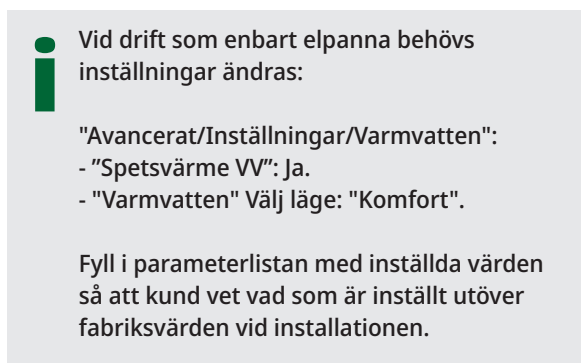 Vid drift som enbart elpanna behövs
inställningar ändras:
"Avancerat/Inställningar/Varmvatten":
- ”Spetsvärme VV”: Ja.
- "Varmvatten" Välj läge: "Komfort".
Fyll i parameterlistan med inställda värden
så att kund vet vad som är inställt utöver
fabriksvärden vid installationen.